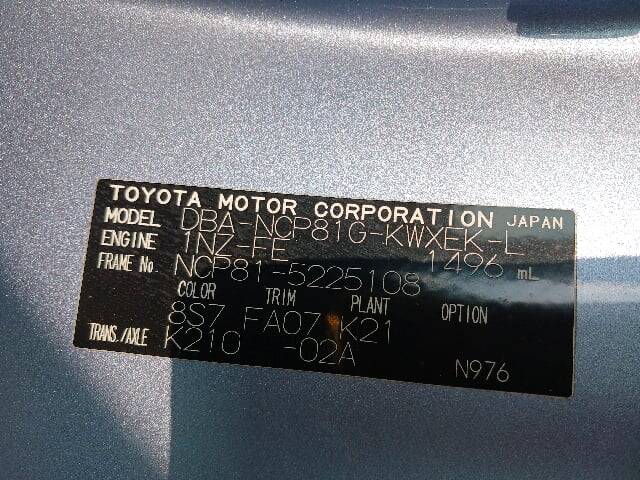 TOYOTA MOTOR CORPORATION JAPAN
MODEL DBA-NCP81G-KWXEK-L
ENGINE 1NZ-FE 1496 mL
FRAME No. NCP81-5225108
COLOR TRIM PLANT OPTION
8S7 FA07 K21
TRANS./AXLE K210 -02A
N976